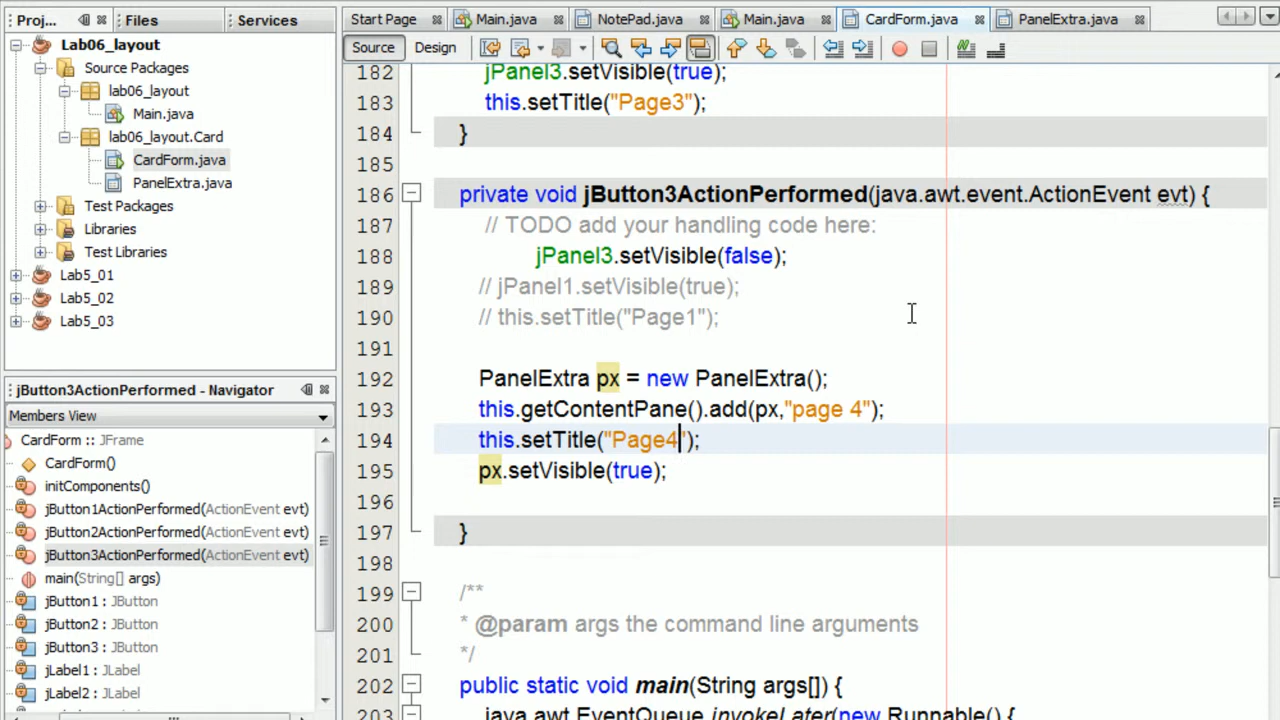 Proj... Files Services
Start Page Main.java NotePad.java Main.java CardForm.java PanelExtra.java
Source Design
Lab06_layout
Source Packages
lab06_layout
Main.java
lab06_layout.Card
CardForm.java
PanelExtra.java
Test Packages
Libraries
Test Libraries
Lab5_01
Lab5_02
Lab5_03
jButton3ActionPerformed - Navigator
Members View
CardForm :: JFrame
CardForm()
initComponents()
jButton1ActionPerformed(ActionEvent evt)
jButton2ActionPerformed(ActionEvent evt)
jButton3ActionPerformed(ActionEvent evt)
main(String[] args)
jButton1 : JButton
jButton2 : JButton
jButton3 : JButton
jLabel1 : JLabel
jLabel2 : JLabel
182 jPanel3.setVisible(true);
183 this.setTitle("Page3");
184 }
185
186 private void jButton3ActionPerformed(java.awt.event.ActionEvent evt) {
187 // TODO add your handling code here:
188 jPanel3.setVisible(false);
189 // jPanel1.setVisible(true);
190 // this.setTitle("Page1");
191
192 PanelExtra px = new PanelExtra();
193 this.getContentPane().add(px,"page 4");
194 this.setTitle("Page4");
195 px.setVisible(true);
196
197 }
198
199 /**
200 * @param args the command line arguments
201 */
202 public static void main(String args[]) {
203 java.awt.EventQueue.invokeLater(new Runnable() {